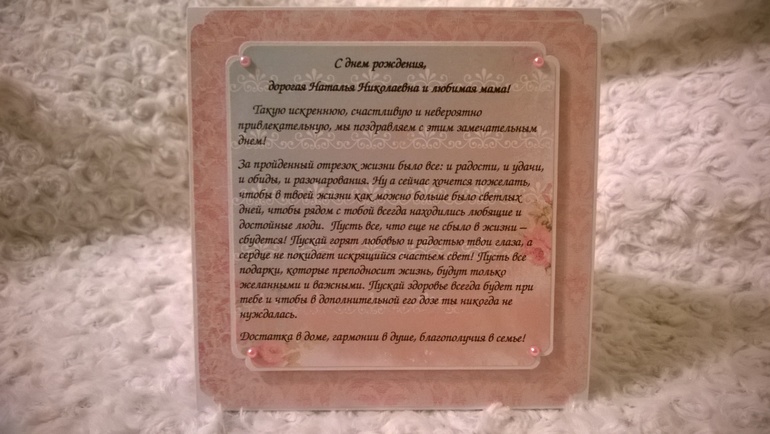 С днем рождения,
дорогая Наталья Николаевна и любимая мама!
Такую искреннюю, счастливую и невероятно
привлекательную, мы поздравляем с этим замечательным
днем!
За пройденный отрезок жизни было все: и радости, и удачи,
и обиды, и разочарования. Ну а сейчас хочется пожелать,
чтобы в твоей жизни как можно больше было светлых
дней, чтобы рядом с тобой всегда находились любящие и
достойные люди. Пусть все, что еще не сбыло в жизни –
сбудется! Пускай горят любовью и радостью твои глаза, а
сердце не покидает искрящийся счастьем свет! Пусть все
подарки, которые преподносит жизнь, будут только
желанными и важными. Пускай здоровье всегда будет при
тебе и чтобы в дополнительной его дозе ты никогда не
нуждалась.
Достатка в доме, гармонии в душе, благополучия в семье!